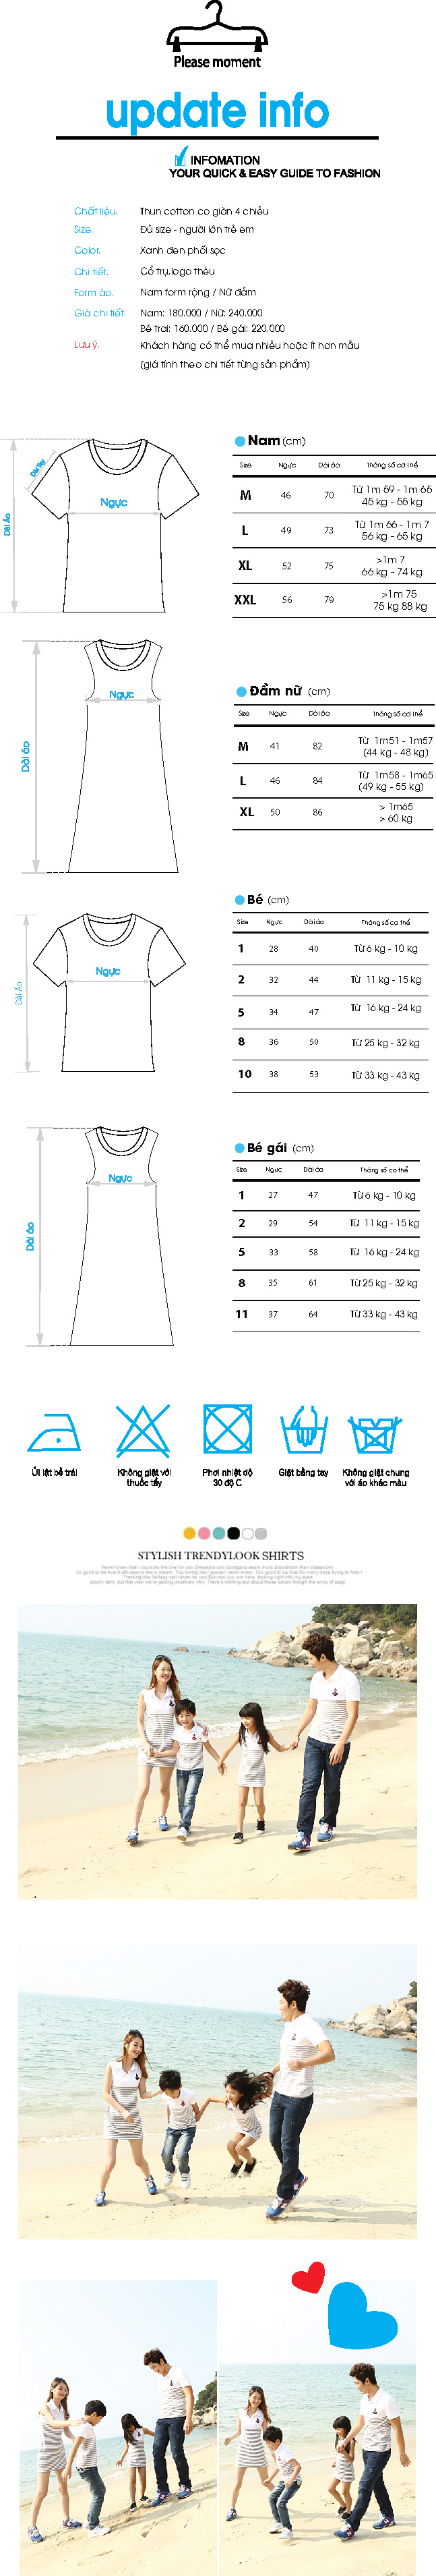 Please moment
update info
INFOMATION
YOUR QUICK & EASY GUIDE TO FASHION
Chất liệu. Thun cotton co giãn 4 chiều
Size. Đủ size - người lớn trẻ em
Color. Xanh đen phối sọc
Chi tiết. Cổ trụ,logo thêu
Form áo. Nam form rộng / Nữ đầm
Giá chi tiết. Nam: 180.000 / Nữ: 240.000
Bé trai: 160.000 / Bé gái: 220.000
Lưu ý. Khách hàng có thể mua nhiều hoặc ít hơn mẫu
(giá tính theo chi tiết từng sản phẩm)
Dài Tay
Ngực
Dài Áo
Nam (cm)
Size Ngực Dài áo Thông số cơ thể
M 46 70 Từ 1m 59 - 1m 65
45 kg - 55 kg
L 49 73 Từ 1m 66 - 1m 7
56 kg - 65 kg
XL 52 75 >1m 7
66 kg - 74 kg
XXL 56 79 >1m 75
75 kg 88 kg
Ngực
Dài áo
Đầm nữ (cm)
Size Ngực Dài áo Thông số cơ thể
M 41 82 Từ 1m51 - 1m57
(44 kg - 48 kg)
L 46 84 Từ 1m58 - 1m65
(49 kg - 55 kg)
XL 50 86 > 1m65
> 60 kg
Ngực
Dài Áo
Bé (cm)
Size Ngực Dài áo Thông số cơ thể
1 28 40 Từ 6 kg - 10 kg
2 32 44 Từ 11 kg - 15 kg
5 34 47 Từ 16 kg - 24 kg
8 36 50 Từ 25 kg - 32 kg
10 38 53 Từ 33 kg - 43 kg
Ngực
Dài áo
Bé gái (cm)
Size Ngực Dài áo Thông số cơ thể
1 27 47 Từ 6 kg - 10 kg
2 29 54 Từ 11 kg - 15 kg
5 33 58 Từ 16 kg - 24 kg
8 35 61 Từ 25 kg - 32 kg
11 37 64 Từ 33 kg - 43 kg
Ủi lật bề trái
Không giặt với
thuốc tẩy
Phơi nhiệt độ
30 độ C
Giặt bằng tay
Không giặt chung
với áo khác màu
STYLISH TRENDYLOOK SHIRTS